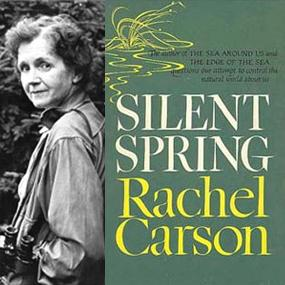 The author of THE SEA AROUND US and
THE EDGE OF THE SEA
questions our attempt to control the
natural world about us
SILENT
SPRING
Rachel
Carson